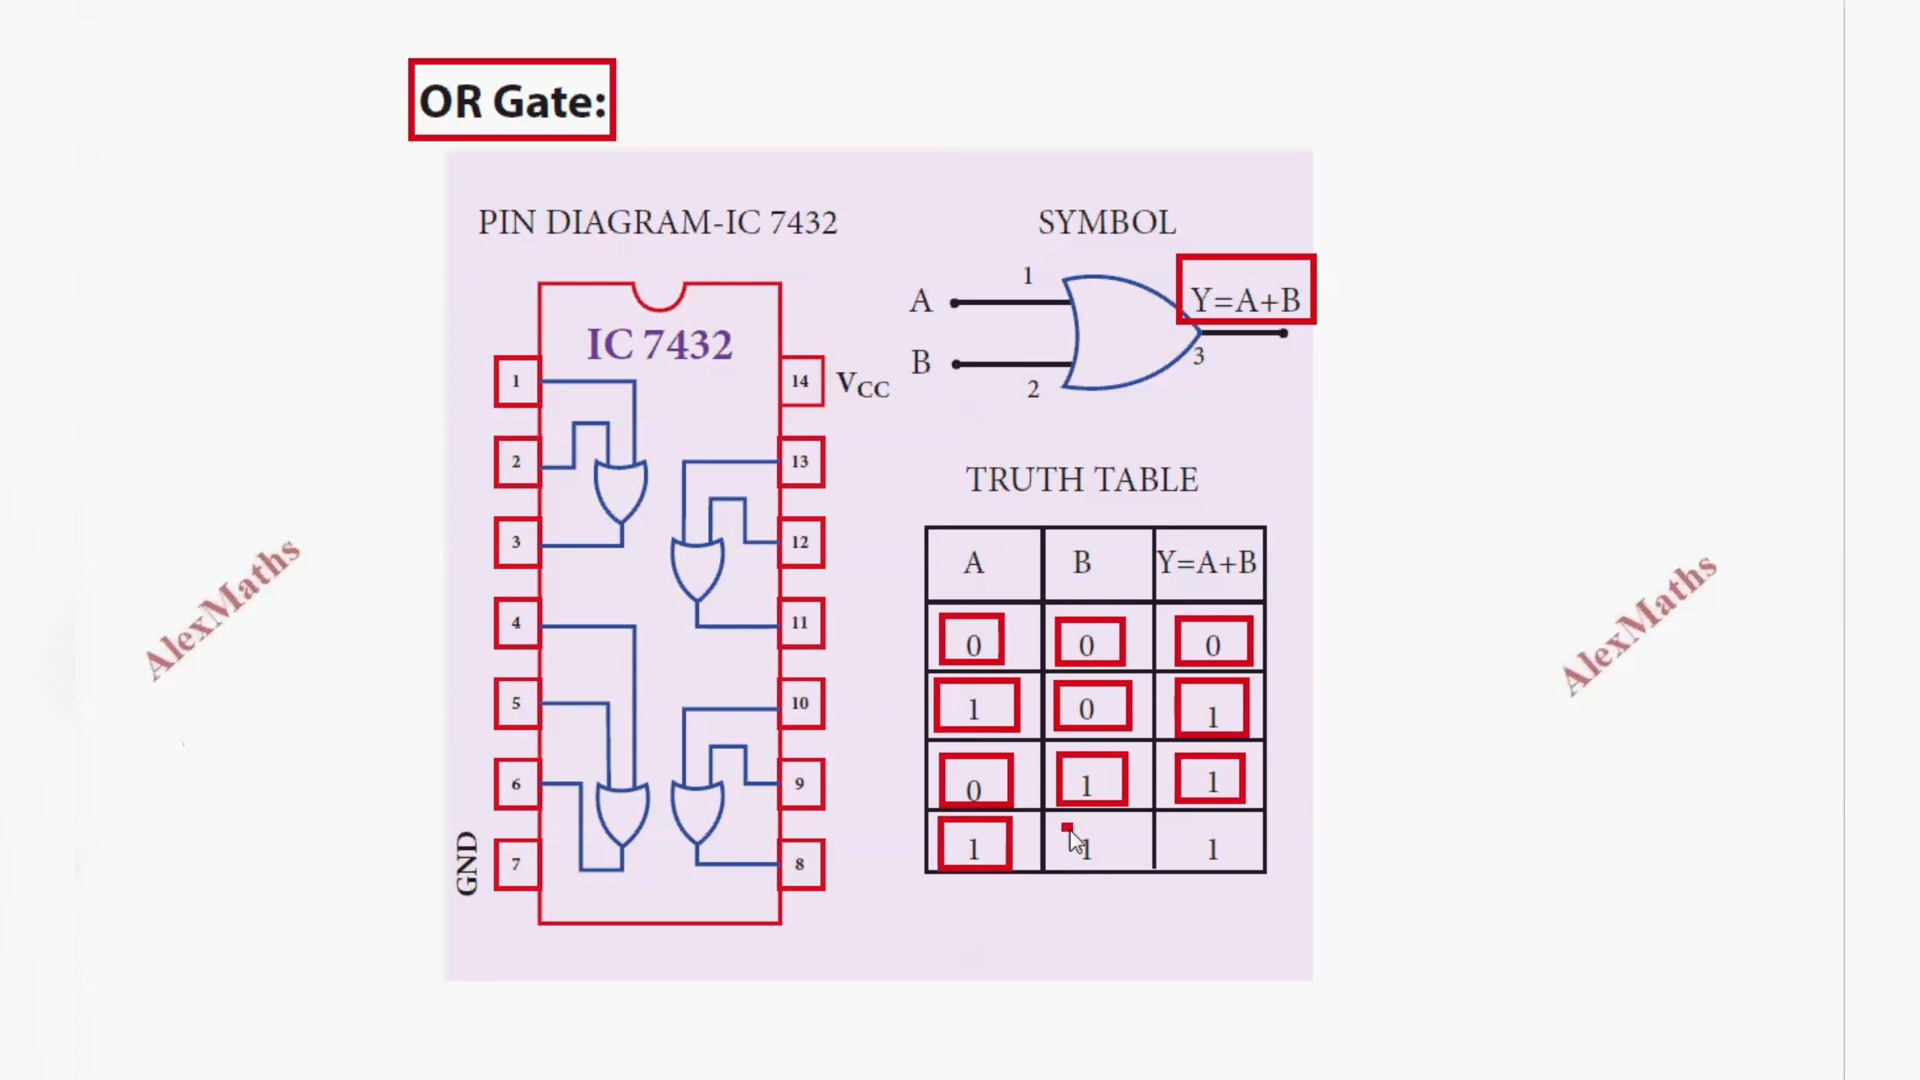 OR Gate:
PIN DIAGRAM-IC 7432
IC 7432
1
2
3
4
5
6
7
GND
14
VCC
13
12
11
10
9
8
SYMBOL
A
1
B
2
Y=A+B
3
TRUTH TABLE
A B Y=A+B
0 0 0
1 0 1
0 1 1
1 1 1
AlexMaths
AlexMaths